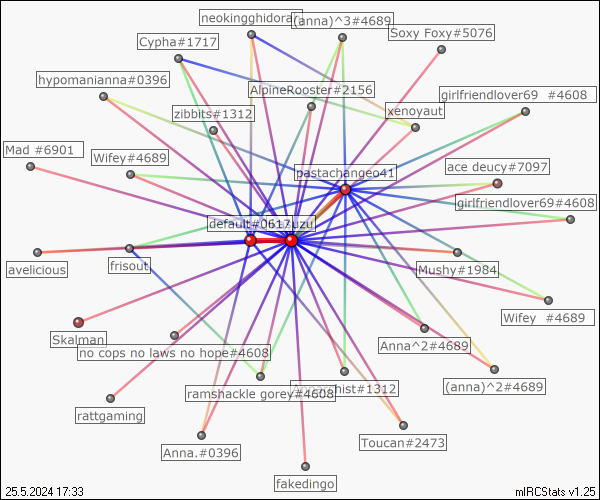 neokingghidorah
(anna)^3#4689
Soxy Foxy#5076
Cypha#1717
hypomanianna#0396
AlpineRooster#2156
girlfriendlover69 #4608
zibbits#1312
xenoyaut
Mad #6901
Wifey#4689
pastachangeo41
ace deucy#7097
girlfriendlover69#4608
default#0617
uzu
avelicious
frisout
Mushy#1984
Wifey #4689
Skalman
no cops no laws no hope#4608
Anna^2#4689
ramshackle gorey#4608
hist#1312
(anna)^2#4689
rattgaming
Anna.#0396
Toucan#2473
fakedingo
25.5.2024 17:33
mIRCStats v1.25